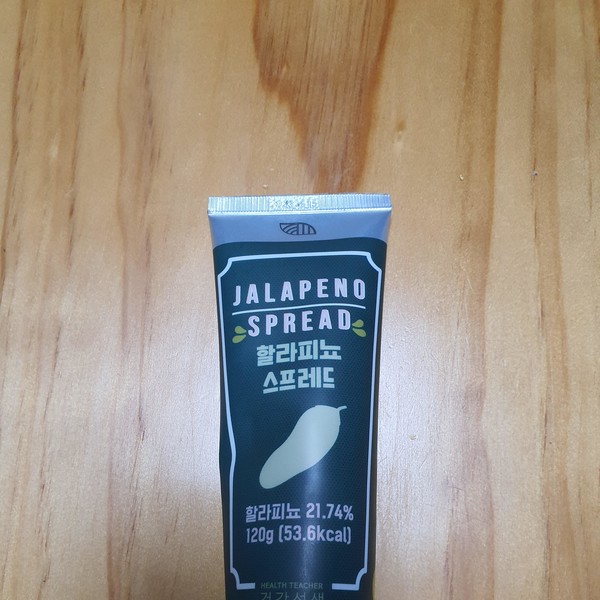 JALAPENO
SPREAD
할라피뇨
스프레드
할라피뇨 21.74%
120g (53.6kcal)
HEALTH TEACHER